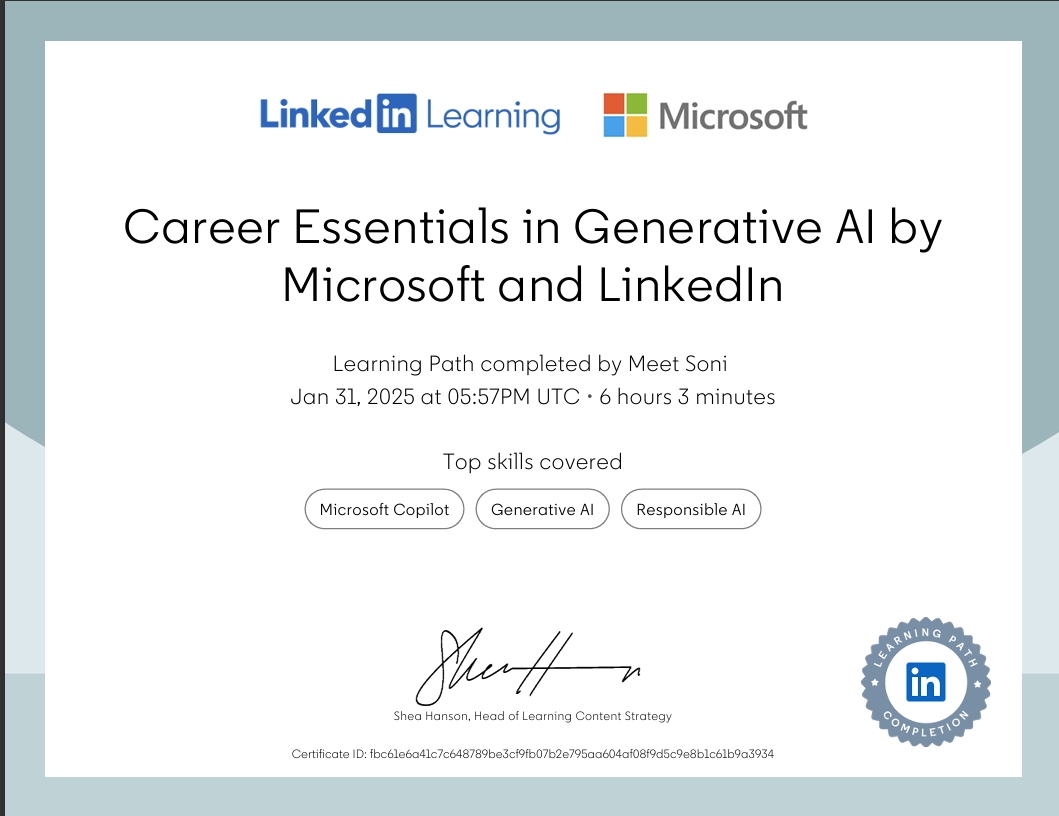 Linked in Learning Microsoft
Career Essentials in Generative AI by
Microsoft and LinkedIn
Learning Path completed by Meet Soni
Jan 31, 2025 at 05:57PM UTC • 6 hours 3 minutes
Top skills covered
Microsoft Copilot Generative AI Responsible AI
Shea Hanson, Head of Learning Content Strategy
Certificate ID: fbc61e6a41c7c648789be3cf9fb07b2e795aa604af08f9d5c9e8b1c61b9a3934
LEARNING PATH
in
COMPLETION